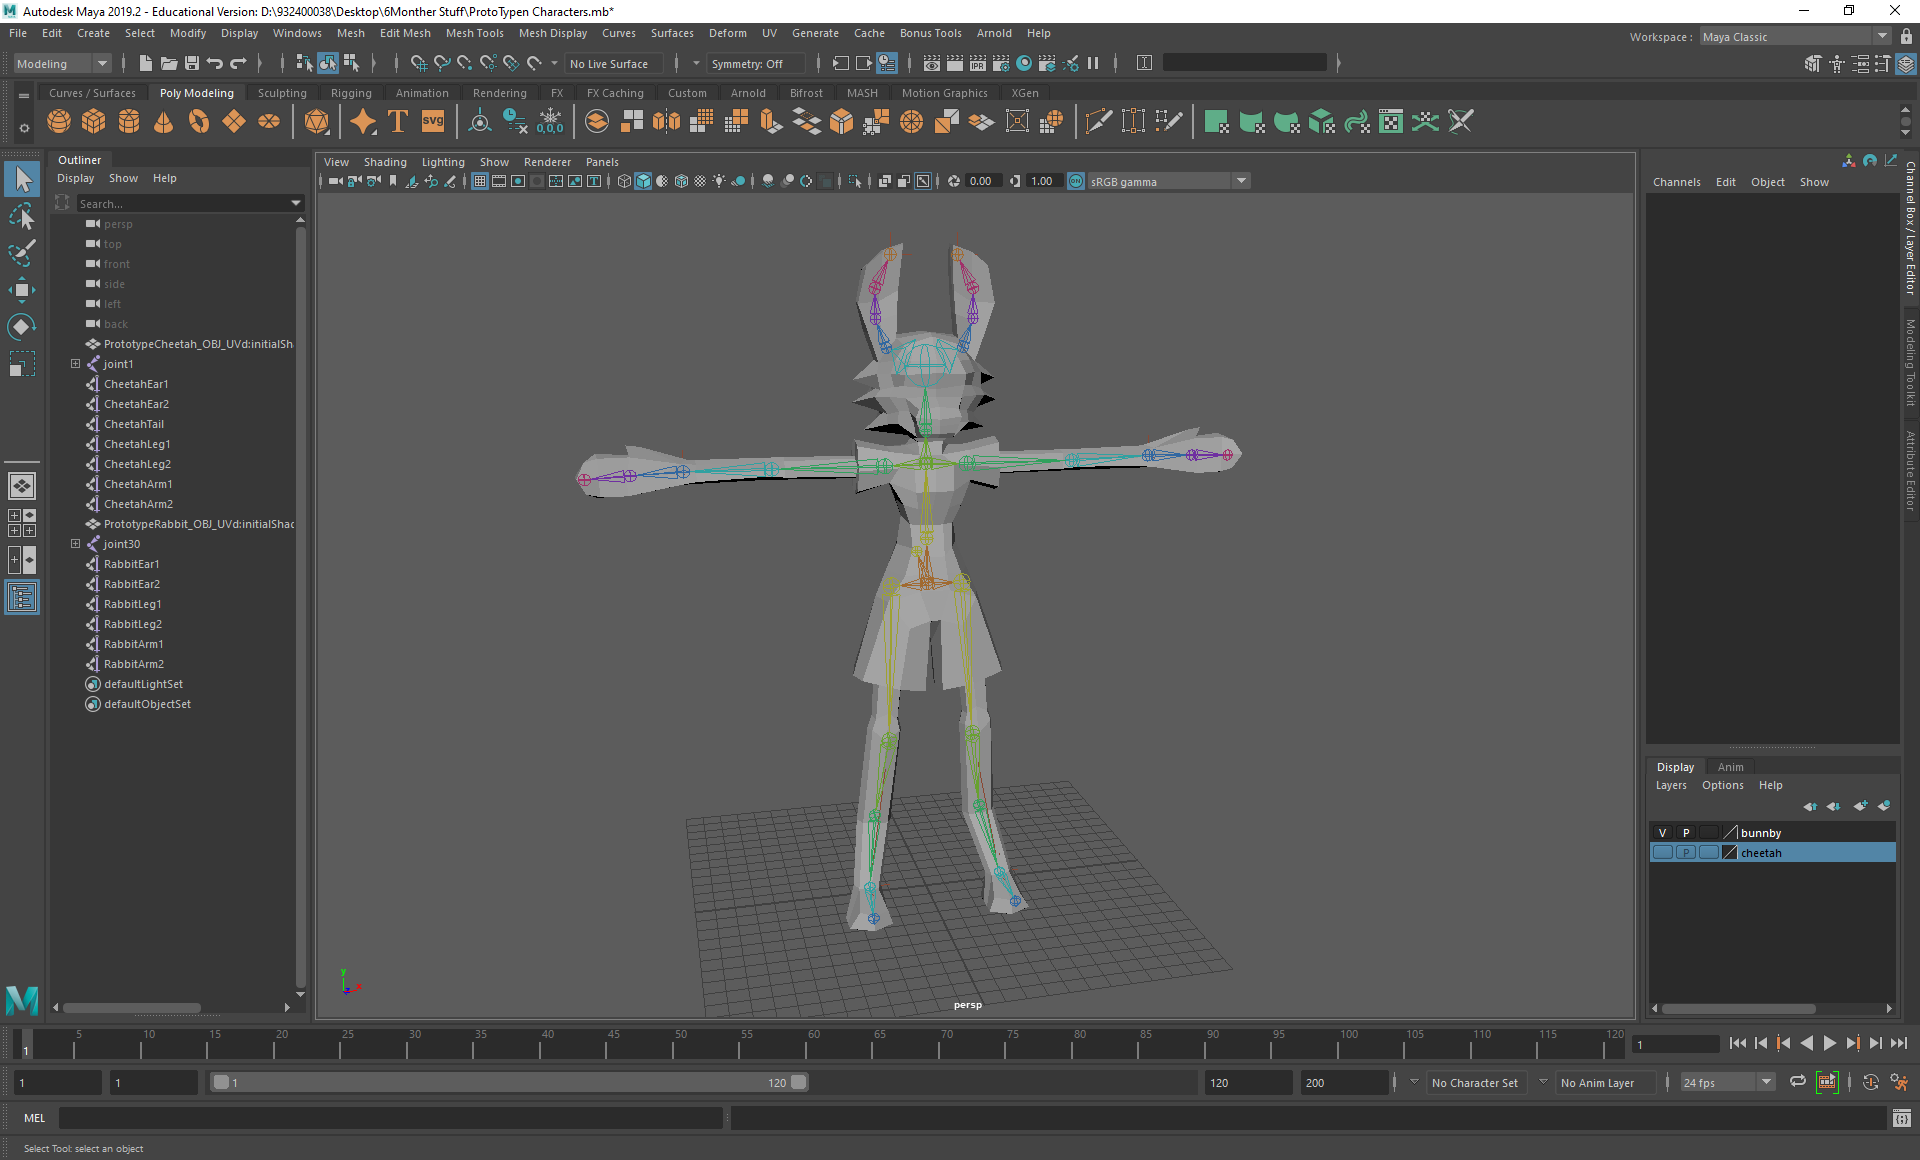 Autodesk Maya 2019.2 - Educational Version: D:\932400038\Desktop\6Monther Stuff\ProtoTypen Characters.mb*
File Edit Create Select Modify Display Windows Mesh Edit Mesh Mesh Tools Mesh Display Curves Surfaces Deform UV Generate Cache Bonus Tools Arnold Help
Workspace : Maya Classic
Modeling No Live Surface Symmetry: Off IPR
Curves / Surfaces Poly Modeling Sculpting Rigging Animation Rendering FX FX Caching Custom Arnold Bifrost MASH Motion Graphics XGen
T svg 0,0,0
Outliner
Display Show Help
Search...
persp
top
front
side
left
back
PrototypeCheetah_OBJ_UVd:initialSh
joint1
CheetahEar1
CheetahEar2
CheetahTail
CheetahLeg1
CheetahLeg2
CheetahArm1
CheetahArm2
PrototypeRabbit_OBJ_UVd:initialShad
joint30
RabbitEar1
RabbitEar2
RabbitLeg1
RabbitLeg2
RabbitArm1
RabbitArm2
defaultLightSet
defaultObjectSet
View Shading Lighting Show Renderer Panels
0.00 1.00 ON sRGB gamma
persp
y
Channels Edit Object Show
Channel Box / Layer Editor
Modeling Toolkit
Attribute Editor
Display Anim
Layers Options Help
V P bunnby
P cheetah
5 10 15 20 25 30 35 40 45 50 55 60 65 70 75 80 85 90 95 100 105 110 115 120
1 1
1 1 1 120 120 200 No Character Set No Anim Layer 24 fps
MEL
Select Tool: select an object